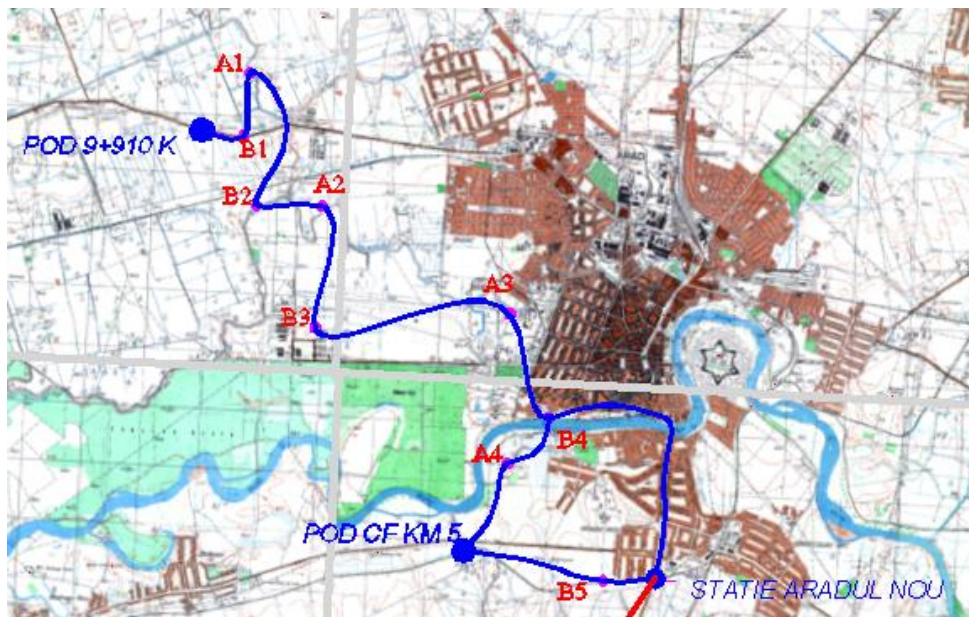 A1
POD 9+910 K
B1
B2
A2
ARAD
A3
B3
B4
A4
POD CF KM 5
B5
STATIE ARADUL NOU